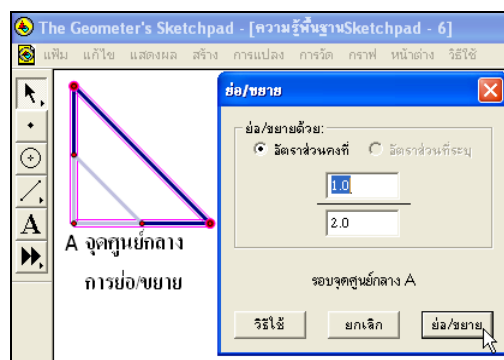 The Geometer's Sketchpad - [ความรู้พื้นฐานSketchpad - 6]
แฟ้ม แก้ไข แสดงผล สร้าง การแปลง การวัด กราฟ หน้าต่าง วิธีใช้
ย่อ/ขยาย
ย่อ/ขยายด้วย:
อัตราส่วนคงที่ อัตราส่วนที่ระบุ
1.0
2.0
A
A จุดศูนย์กลาง
การย่อ/ขยาย
รอบจุดศูนย์กลาง A
วิธีใช้ ยกเลิก ย่อ/ขยาย